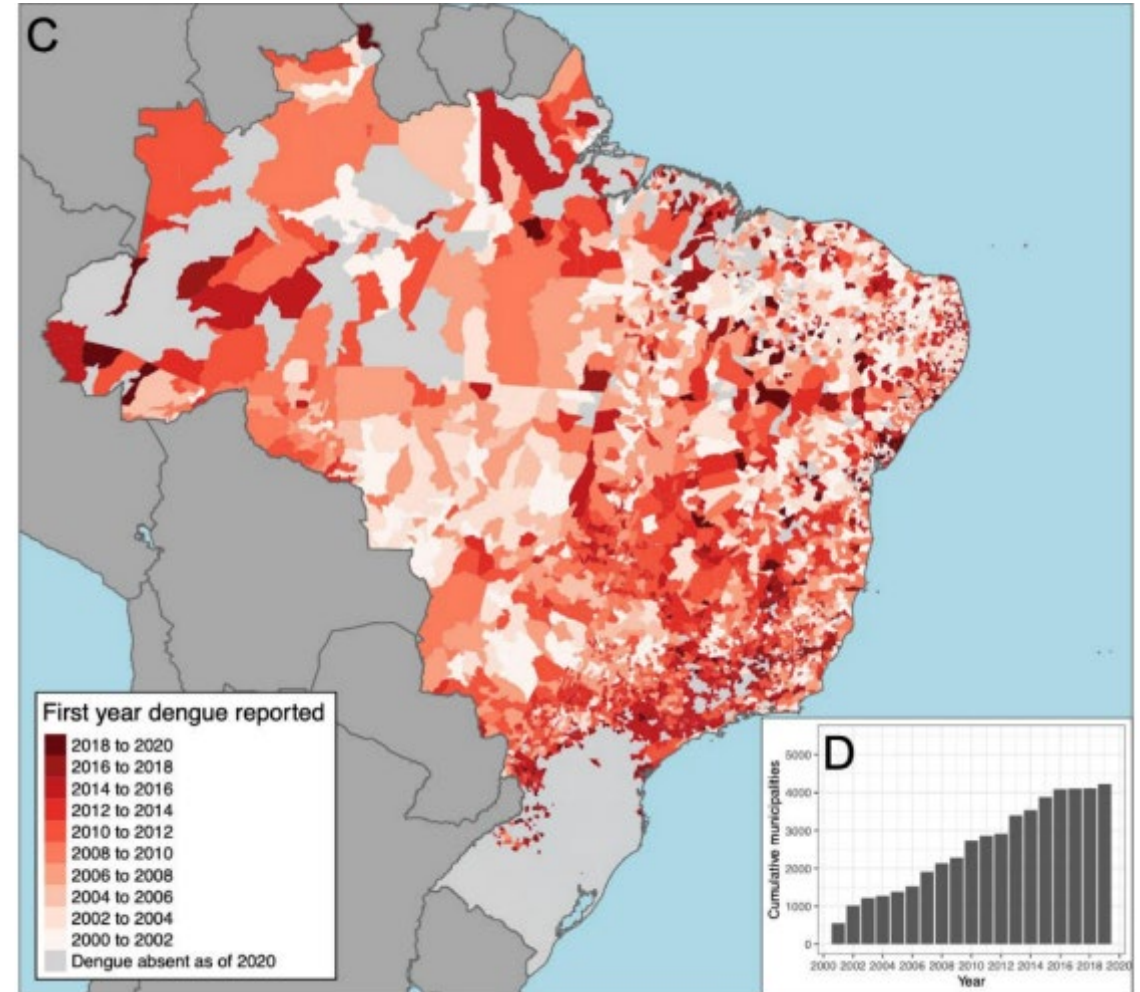 C
First year dengue reported
2018 to 2020
2016 to 2018
2014 to 2016
2012 to 2014
2010 to 2012
2008 to 2010
2006 to 2008
2004 to 2006
2002 to 2004
2000 to 2002
Dengue absent as of 2020
D
Cumulative municipalities
5000
4000
3000
2000
1000
0
2000 2002 2004 2006 2008 2010 2012 2014 2016 2018 2020
Year